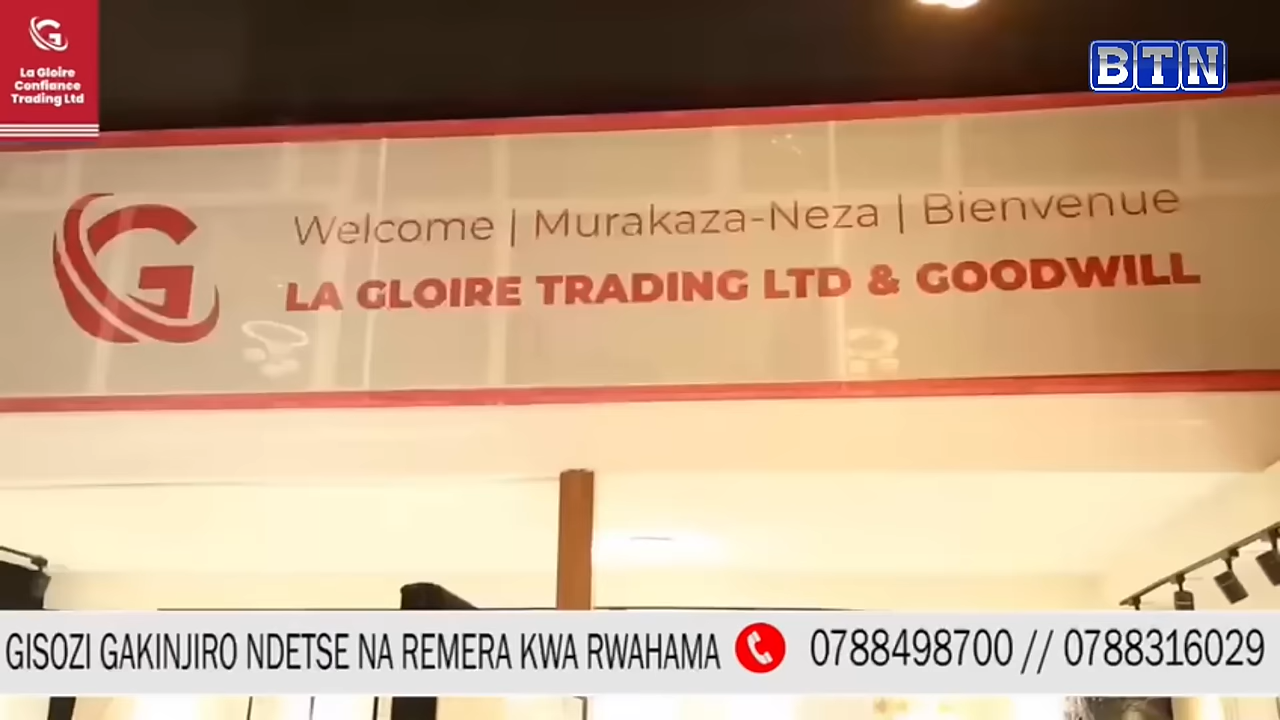 La Gloire
Confiance
Trading Ltd
BTN
Welcome | Murakaza-Neza | Bienvenue
LA GLOIRE TRADING LTD & GOODWILL
GISOZI GAKINJIRO NDETSE NA REMERA KWA RWAHAMA 0788498700 // 0788316029